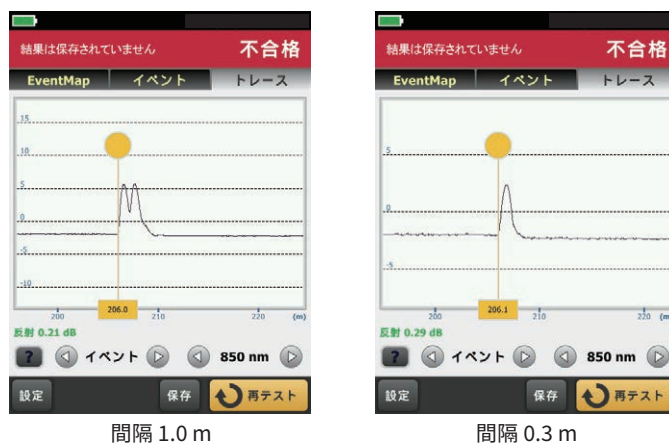 結果は保存されていません 不合格
EventMap イベント トレース
15
10
5
0
-5
-10
200 206.0 210 220 (m)
反射 0.21 dB
? イベント 850 nm
設定 保存 再テスト
間隔 1.0 m
結果は保存されていません 不合格
EventMap イベント トレース
5
0
-5
200 206.1 210 220 (m)
反射 0.29 dB
? イベント 850 nm
設定 保存 再テスト
間隔 0.3 m